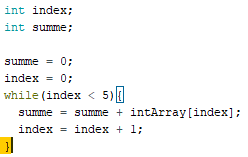 int index;
int summe;
summe = 0;
index = 0;
while(index < 5){
summe = summe + intArray[index];
index = index + 1;
}